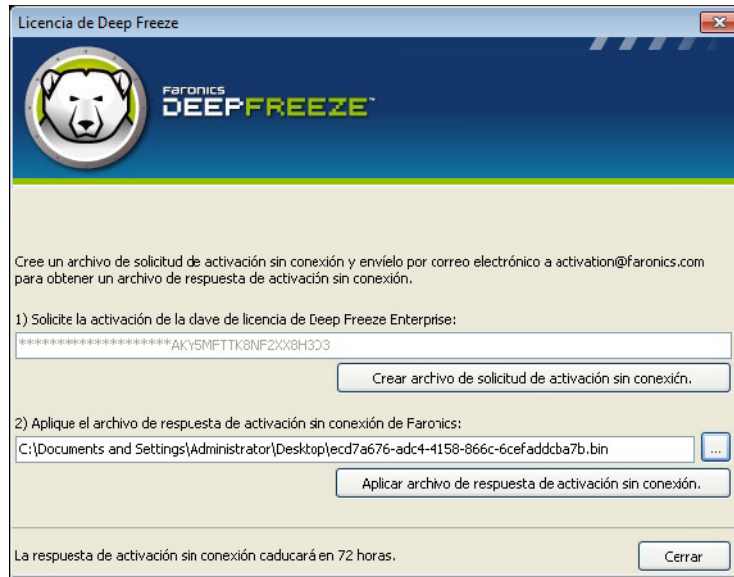 Licencia de Deep Freeze
FARONICS
DEEPFREEZE™
Cree un archivo de solicitud de activación sin conexión y envíelo por correo electrónico a activation@faronics.com
para obtener un archivo de respuesta de activación sin conexión.
1) Solicite la activación de la clave de licencia de Deep Freeze Enterprise:
********************AKY5MFTTK8NF2XX8H3D3
Crear archivo de solicitud de activación sin conexión.
2) Aplique el archivo de respuesta de activación sin conexión de Faronics:
C:\Documents and Settings\Administrator\Desktop\ecd7a676-adc4-4158-866c-6cefaddcba7b.bin
...
Aplicar archivo de respuesta de activación sin conexión.
La respuesta de activación sin conexión caducará en 72 horas.
Cerrar